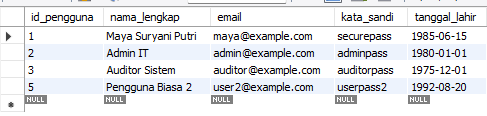 id_pengguna nama_lengkap email kata_sandi tanggal_lahir
1 Maya Suryani Putri maya@example.com securepass 1985-06-15
2 Admin IT admin@example.com adminpass 1980-01-01
3 Auditor Sistem auditor@example.com auditorpass 1975-12-01
5 Pengguna Biasa 2 user2@example.com userpass2 1992-08-20
NULL NULL NULL NULL NULL